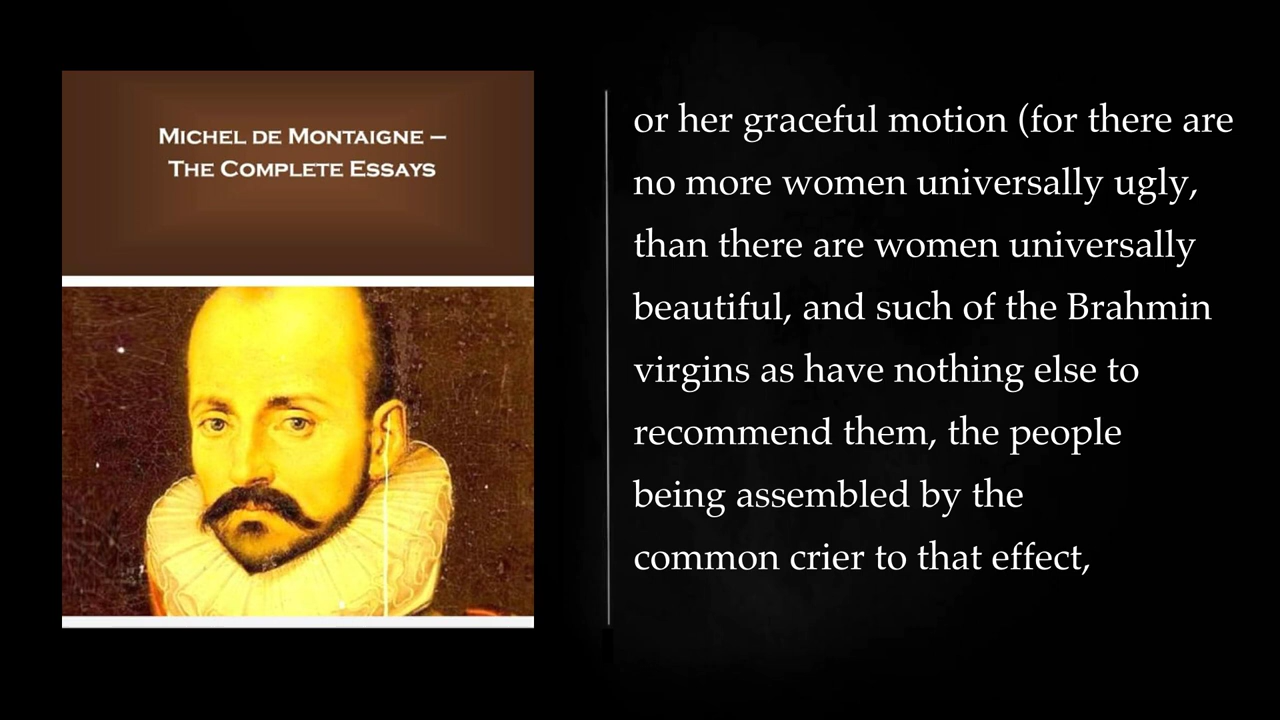 MICHEL DE MONTAIGNE –
THE COMPLETE ESSAYS
or her graceful motion (for there are
no more women universally ugly,
than there are women universally
beautiful, and such of the Brahmin
virgins as have nothing else to
recommend them, the people
being assembled by the
common crier to that effect,